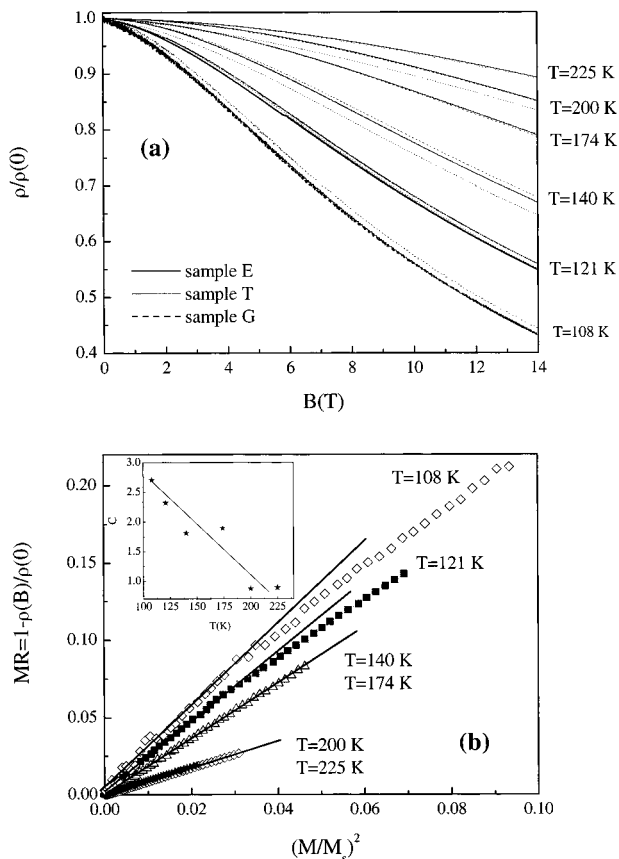 1.0
0.9
0.8
0.7
0.6
0.5
0.4
ρ/ρ(0)
(a)
T=225 K
T=200 K
T=174 K
T=140 K
T=121 K
T=108 K
sample E
sample T
sample G
0 2 4 6 8 10 12 14
B(T)
0.20
0.15
0.10
0.05
0.00
MR=1-ρ(B)/ρ(0)
3.0
2.5
2.0
1.5
1.0
C
100 125 150 175 200 225
T(K)
T=108 K
T=121 K
T=140 K
T=174 K
T=200 K
T=225 K
(b)
0.00 0.02 0.04 0.06 0.08 0.10
(M/Mₛ)²